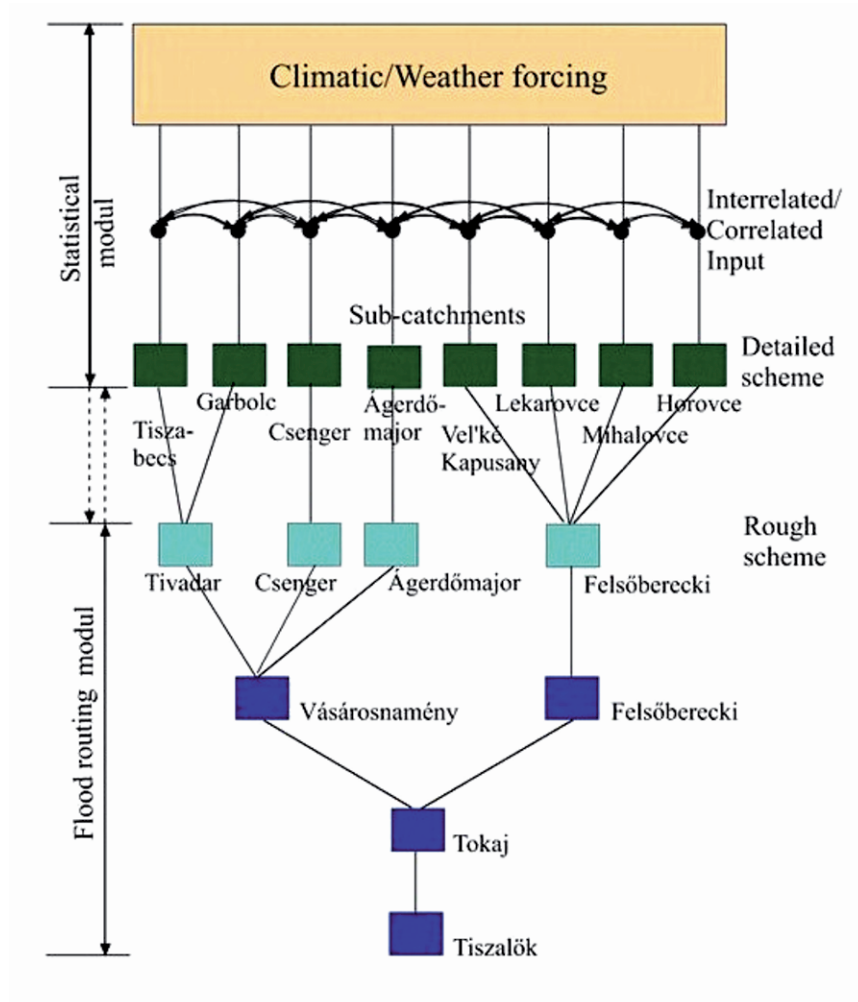 Climatic/Weather forcing
Statistical
modul
Interrelated/
Correlated
Input
Sub-catchments
Detailed
scheme
Garbolc
Ágerdő-
major
Lekarovce
Horovce
Tisza-
becs
Csenger
Vel'ké
Kapusany
Mihalovce
Rough
scheme
Tivadar
Csenger
Ágerdőmajor
Felsőberecki
Flood routing modul
Vásárosnamény
Felsőberecki
Tokaj
Tiszalök